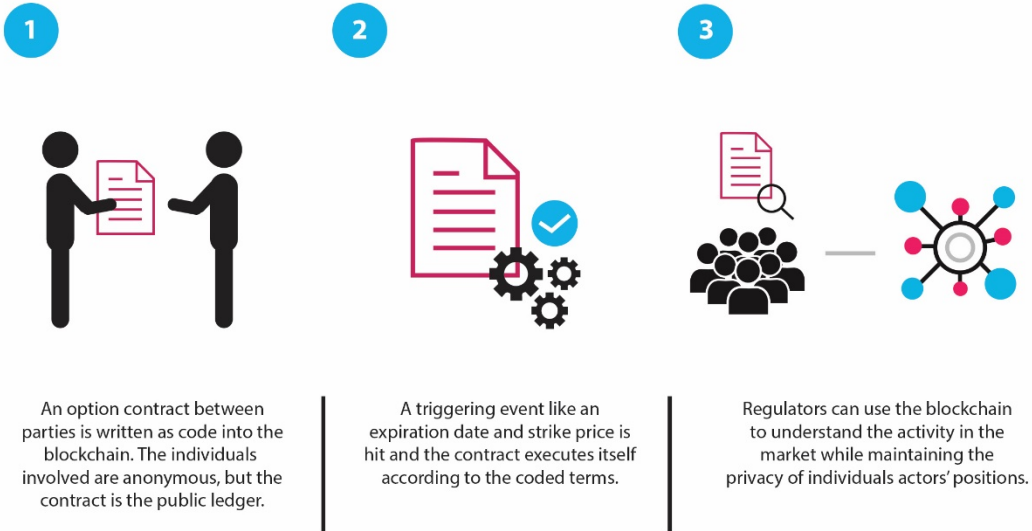 1
2
3
An option contract between
parties is written as code into the
blockchain. The individuals
involved are anonymous, but the
contract is the public ledger.
A triggering event like an
expiration date and strike price is
hit and the contract executes itself
according to the coded terms.
Regulators can use the blockchain
to understand the activity in the
market while maintaining the
privacy of individuals actors' positions.